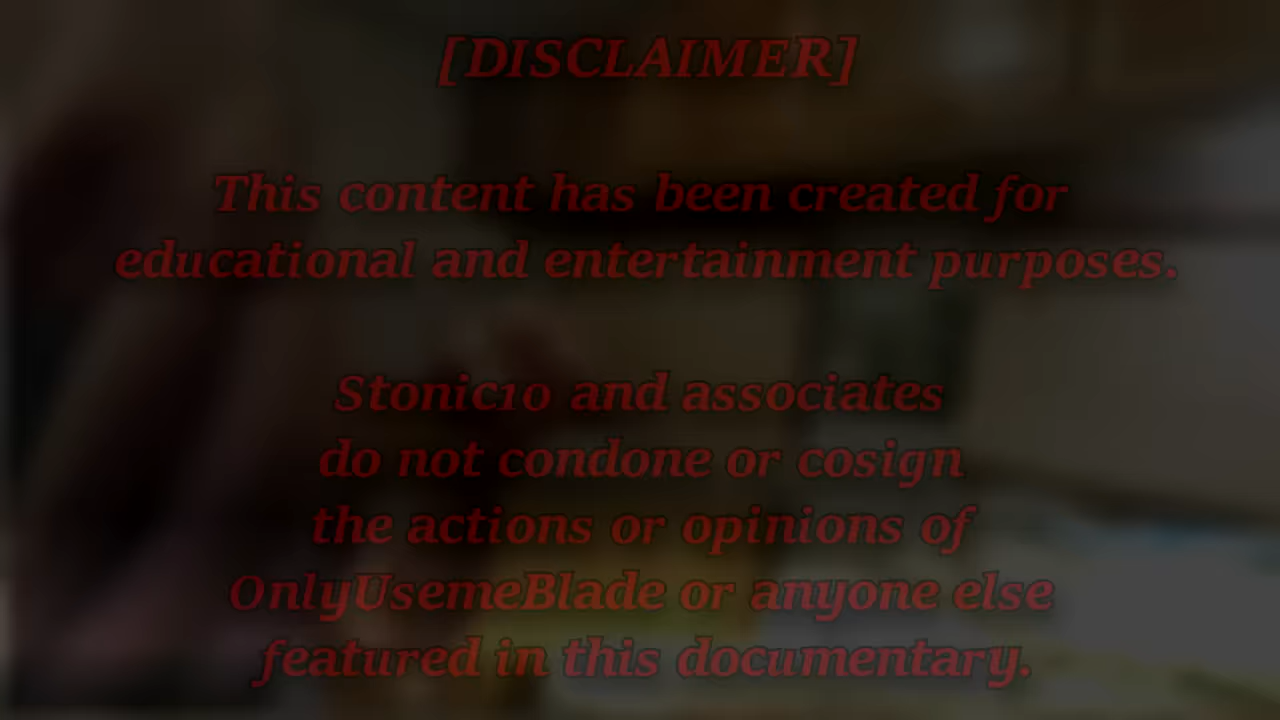 [DISCLAIMER]
This content has been created for
educational and entertainment purposes.
Stonic10 and associates
do not condone or cosign
the actions or opinions of
OnlyUsemeBlade or anyone else
featured in this documentary.